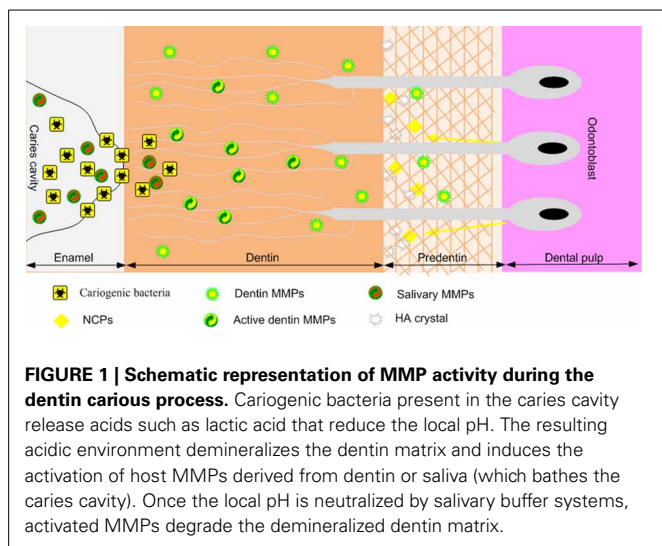 Caries cavity
Odontoblast
Enamel
Dentin
Predentin
Dental pulp
Cariogenic bacteria
Dentin MMPs
Salivary MMPs
NCPs
Active dentin MMPs
HA crystal
FIGURE 1 | Schematic representation of MMP activity during the
dentin carious process. Cariogenic bacteria present in the caries cavity
release acids such as lactic acid that reduce the local pH. The resulting
acidic environment demineralizes the dentin matrix and induces the
activation of host MMPs derived from dentin or saliva (which bathes the
caries cavity). Once the local pH is neutralized by salivary buffer systems,
activated MMPs degrade the demineralized dentin matrix.